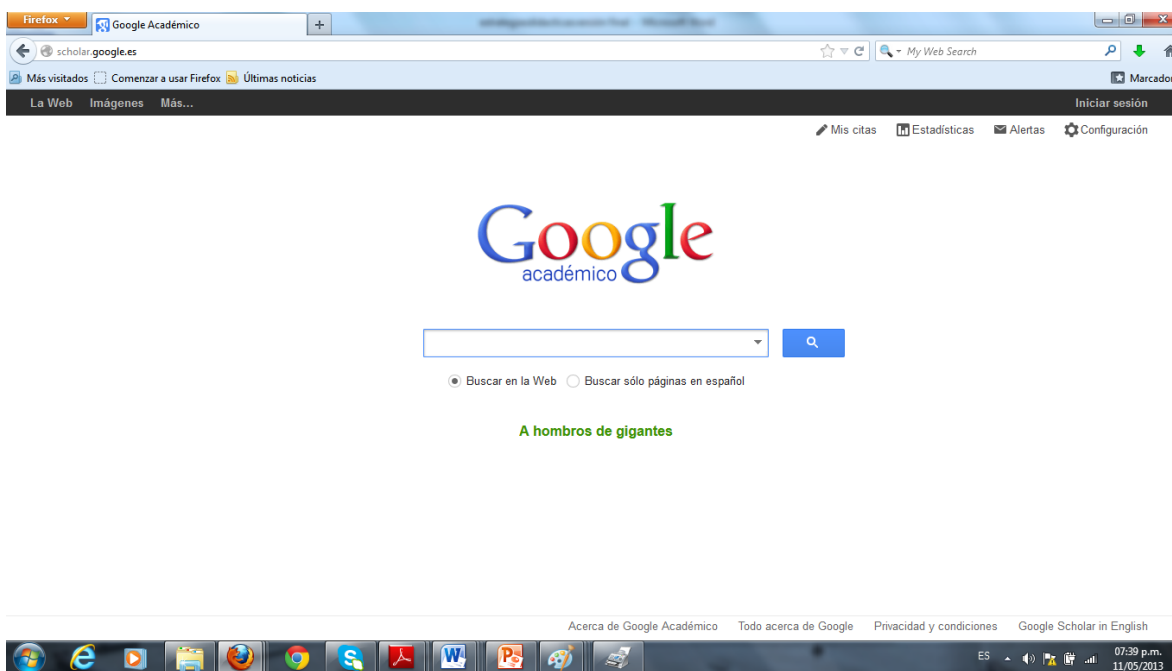 Firefox
Google Académico
scholar.google.es
My Web Search
Más visitados Comenzar a usar Firefox Últimas noticias
Marcador
La Web Imágenes Más... Iniciar sesión
Mis citas Estadísticas Alertas Configuración
Google
académico
Buscar en la Web Buscar sólo páginas en español
A hombros de gigantes
Acerca de Google Académico Todo acerca de Google Privacidad y condiciones Google Scholar in English
ES 07:39 p.m.
11/05/201